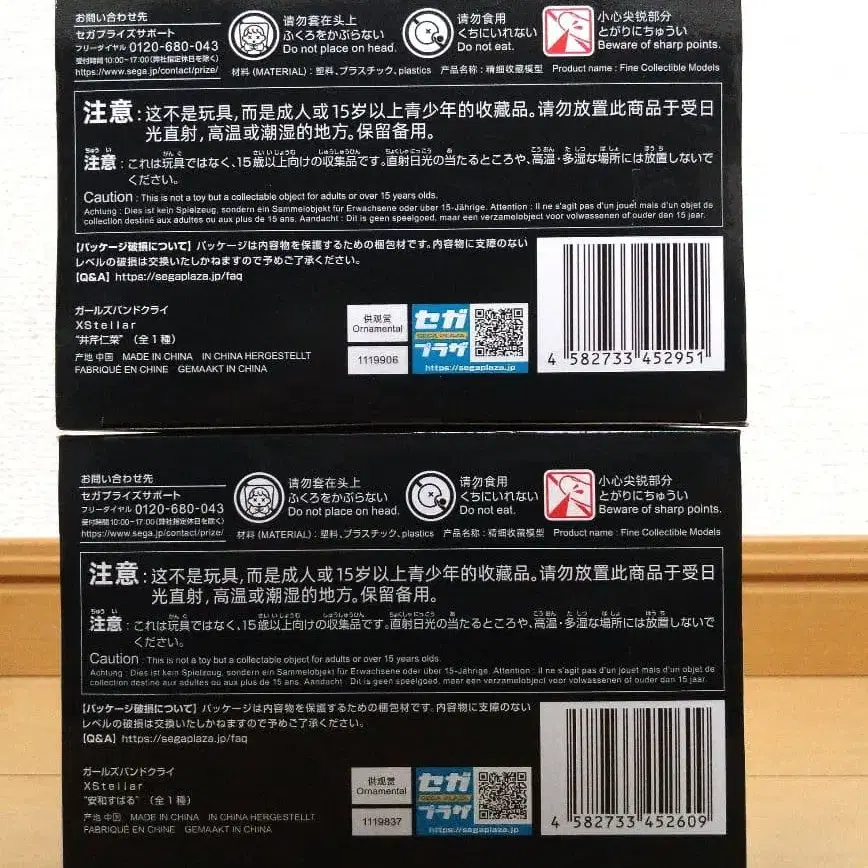 お問い合わせ先
セガプライズサポート
フリーダイヤル 0120-680-043
受付時間10:00~17:00(弊社指定休日を除く)
https://www.sega.jp/contact/prize/
请勿套在头上
ふくろをかぶらない
Do not place on head.
请勿食用
くちにいれない
Do not eat.
小心尖锐部分
とがりにちゅうい
Beware of sharp points.
材料 (MATERIAL) : 塑料、プラスチック、plastics 产品名称 : 精细收藏模型 Product name : Fine Collectible Models
注意 : 这不是玩具,而是成人或15岁以上青少年的收藏品。请勿放置此商品于受日
光直射,高温或潮湿的地方。保留备用。
注意 : これは玩具ではなく、15歳以上向けの収集品です。直射日光の当たるところや、高温・多湿な場所には放置しないで
ください。
Caution : This is not a toy but a collectable object for adults or over 15 years olds.
Achtung : Dies ist kein Spielzeug, sondern ein Sammelobjekt für Erwachsene oder über 15-Jährige. Attention : Il ne s'agit pas d'un jouet mais d'un objet de
collection destiné aux adultes ou aux plus de 15 ans. Aandacht : Dit is geen speelgoed, maar een verzamelobject voor volwassenen of ouder dan 15 jaar.
【パッケージ破損について】パッケージは内容物を保護するための梱包材です。内容物に支障のない
レベルの破損は交換いたしかねますので予めご了承ください。
【Q&A】https://segaplaza.jp/faq
ガールズバンドクライ
XStellar
"井芹仁菜" (全1種)
产地 中国 MADE IN CHINA IN CHINA HERGESTELLT
FABRIQUÉ EN CHINE GEMAAKT IN CHINA
供观赏
Ornamental
1119906
セガ
SEGA PLAZA
プラザ
https://segaplaza.jp
4 582733 452951
お問い合わせ先
セガプライズサポート
フリーダイヤル 0120-680-043
受付時間10:00~17:00(弊社指定休日を除く)
https://www.sega.jp/contact/prize/
请勿套在头上
ふくろをかぶらない
Do not place on head.
请勿食用
くちにいれない
Do not eat.
小心尖锐部分
とがりにちゅうい
Beware of sharp points.
材料 (MATERIAL) : 塑料、プラスチック、plastics 产品名称 : 精细收藏模型 Product name : Fine Collectible Models
注意 : 这不是玩具,而是成人或15岁以上青少年的收藏品。请勿放置此商品于受日
光直射,高温或潮湿的地方。保留备用。
注意 : これは玩具ではなく、15歳以上向けの収集品です。直射日光の当たるところや、高温・多湿な場所には放置しないで
ください。
Caution : This is not a toy but a collectable object for adults or over 15 years olds.
Achtung : Dies ist kein Spielzeug, sondern ein Sammelobjekt für Erwachsene oder über 15-Jährige. Attention : Il ne s'agit pas d'un jouet mais d'un objet de
collection destiné aux adultes ou aux plus de 15 ans. Aandacht : Dit is geen speelgoed, maar een verzamelobject voor volwassenen of ouder dan 15 jaar.
【パッケージ破損について】パッケージは内容物を保護するための梱包材です。内容物に支障のない
レベルの破損は交換いたしかねますので予めご了承ください。
【Q&A】https://segaplaza.jp/faq
ガールズバンドクライ
XStellar
"安和すばる" (全1種)
产地 中国 MADE IN CHINA IN CHINA HERGESTELLT
FABRIQUÉ EN CHINE GEMAAKT IN CHINA
供观赏
Ornamental
1119837
セガ
SEGA PLAZA
プラザ
https://segaplaza.jp
4 582733 452609